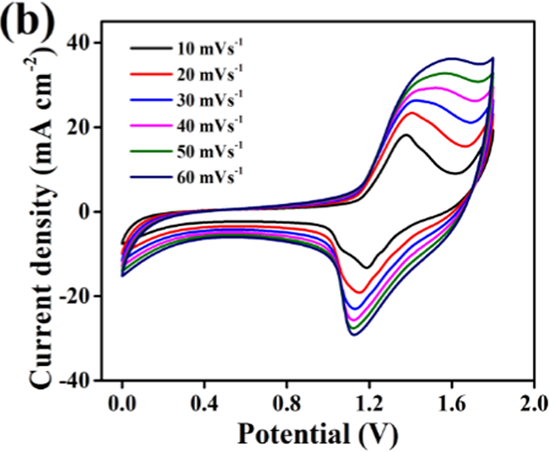 (b)
40
20
0
-20
-40
Current density (mA cm-2)
10 mVs-1
20 mVs-1
30 mVs-1
40 mVs-1
50 mVs-1
60 mVs-1
0.0 0.4 0.8 1.2 1.6 2.0
Potential (V)